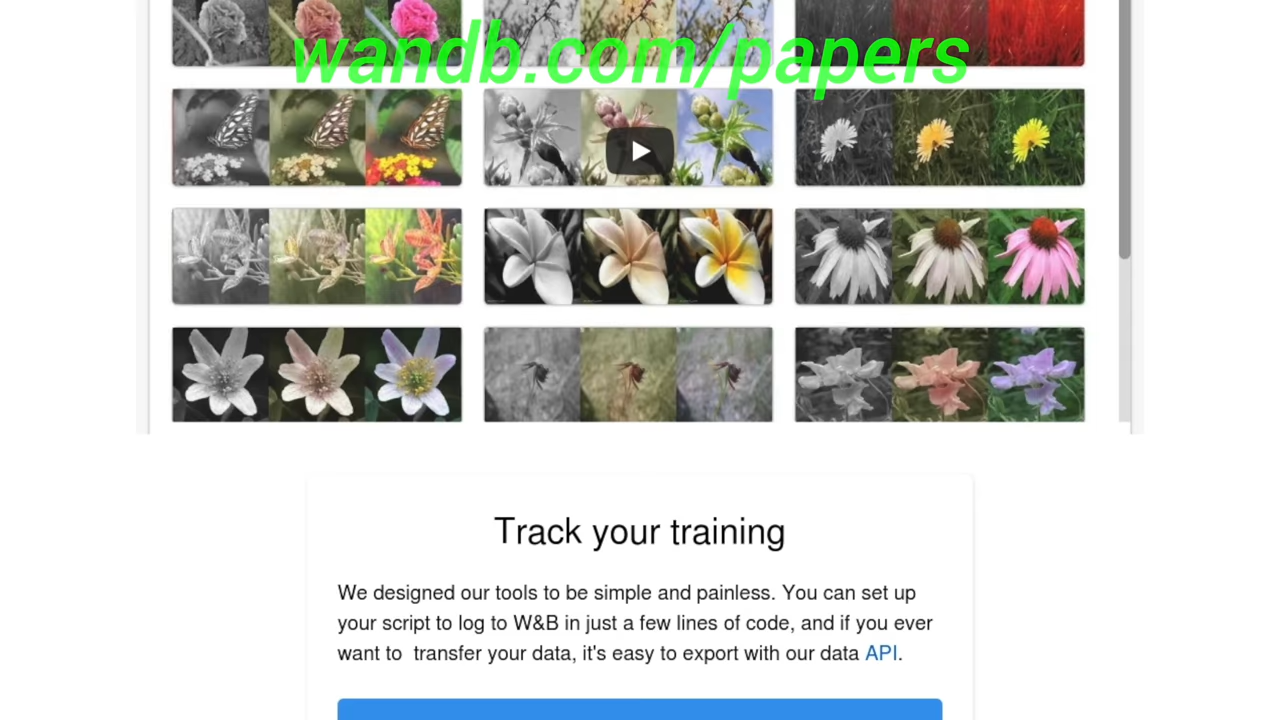 wandb.com/papers
Track your training
We designed our tools to be simple and painless. You can set up
your script to log to W&B in just a few lines of code, and if you ever
want to  transfer your data, it's easy to export with our data API.